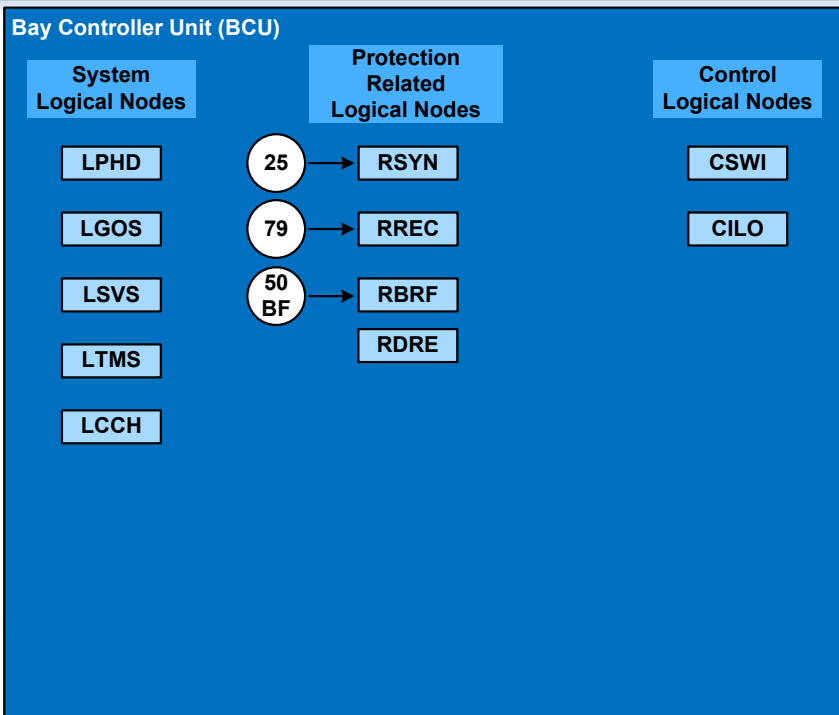 Bay Controller Unit (BCU)
System
Logical Nodes
LPHD
LGOS
LSVS
LTMS
LCCH
Protection
Related
Logical Nodes
25
RSYN
79
RREC
50
BF
RBRF
RDRE
Control
Logical Nodes
CSWI
CILO